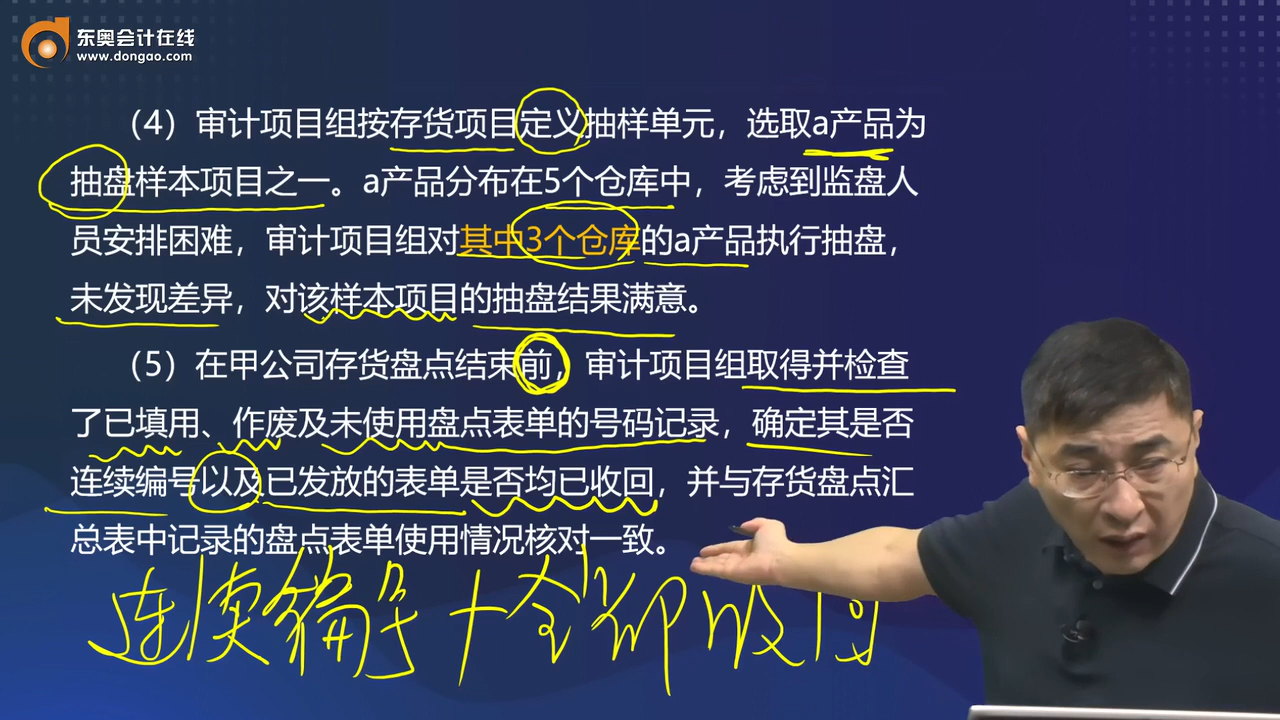 东奥会计在线
www.dongao.com
（4）审计项目组按存货项目定义抽样单元，选取a产品为
抽盘样本项目之一。a产品分布在5个仓库中，考虑到监盘人
员安排困难，审计项目组对其中3个仓库的a产品执行抽盘，
未发现差异，对该样本项目的抽盘结果满意。
（5）在甲公司存货盘点结束前，审计项目组取得并检查
了已填用、作废及未使用盘点表单的号码记录，确定其是否
连续编号以及已发放的表单是否均已收回，并与存货盘点汇
总表中记录的盘点表单使用情况核对一致。
连续编号+全部收回